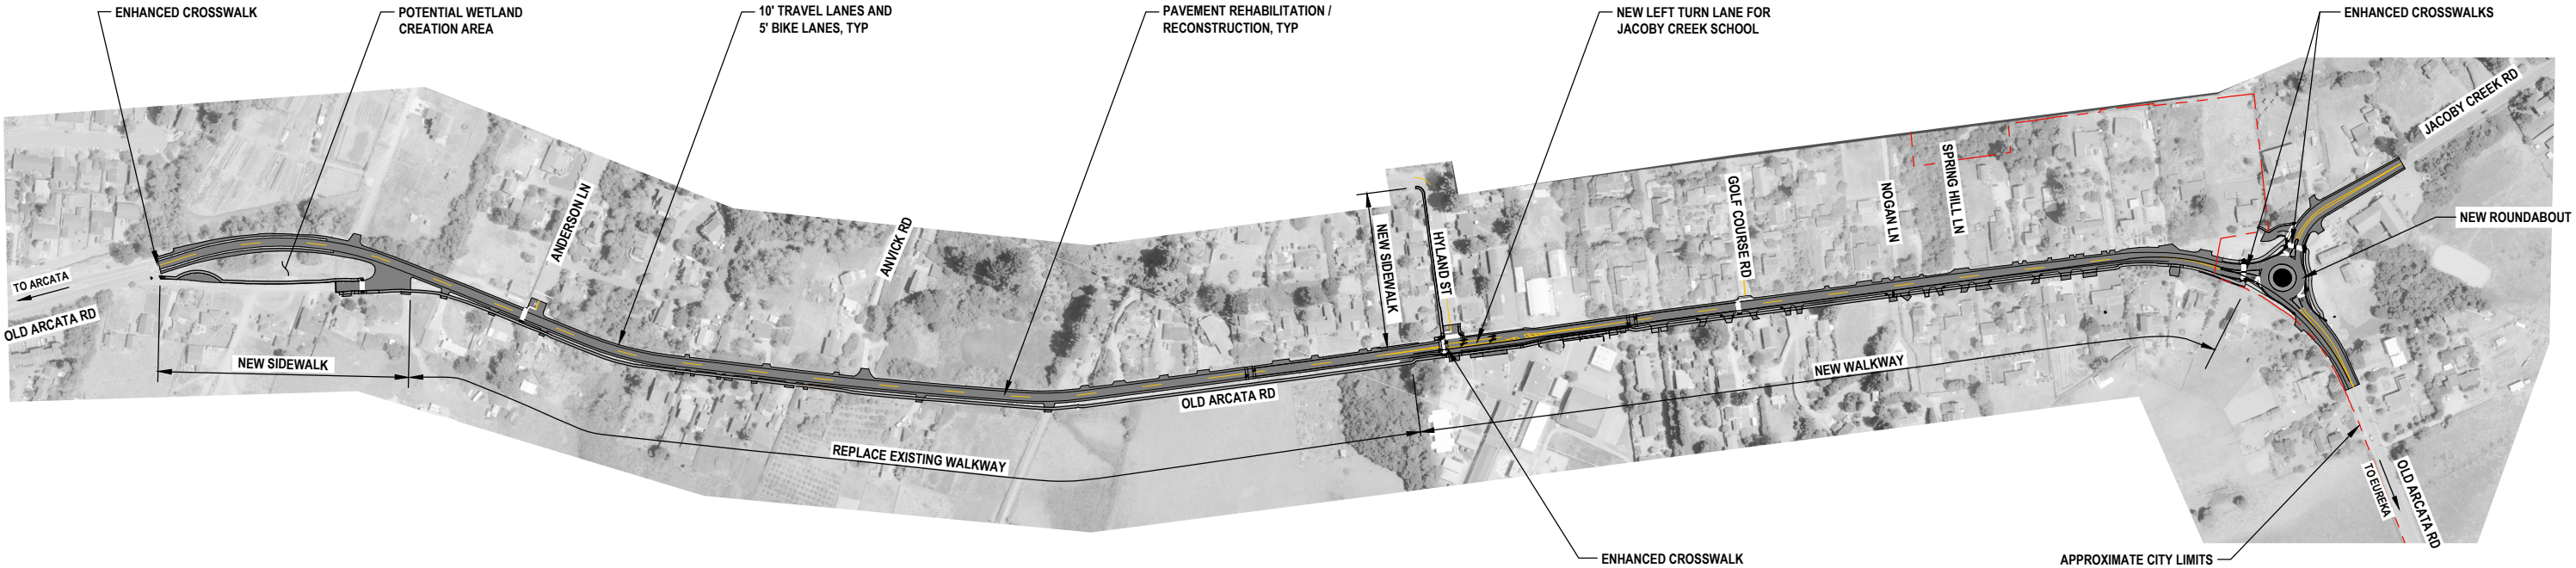 ENHANCED CROSSWALK
POTENTIAL WETLAND
CREATION AREA
10' TRAVEL LANES AND
5' BIKE LANES, TYP
PAVEMENT REHABILITATION /
RECONSTRUCTION, TYP
NEW LEFT TURN LANE FOR
JACOBY CREEK SCHOOL
ENHANCED CROSSWALKS
JACOBY CREEK RD
NEW ROUNDABOUT
SPRING HILL LN
NOGAN LN
GOLF COURSE RD
HYLAND ST
NEW SIDEWALK
ANVICK RD
ANDERSON LN
TO ARCATA
OLD ARCATA RD
NEW SIDEWALK
REPLACE EXISTING WALKWAY
OLD ARCATA RD
NEW WALKWAY
ENHANCED CROSSWALK
APPROXIMATE CITY LIMITS
TO EUREKA
OLD ARCATA RD